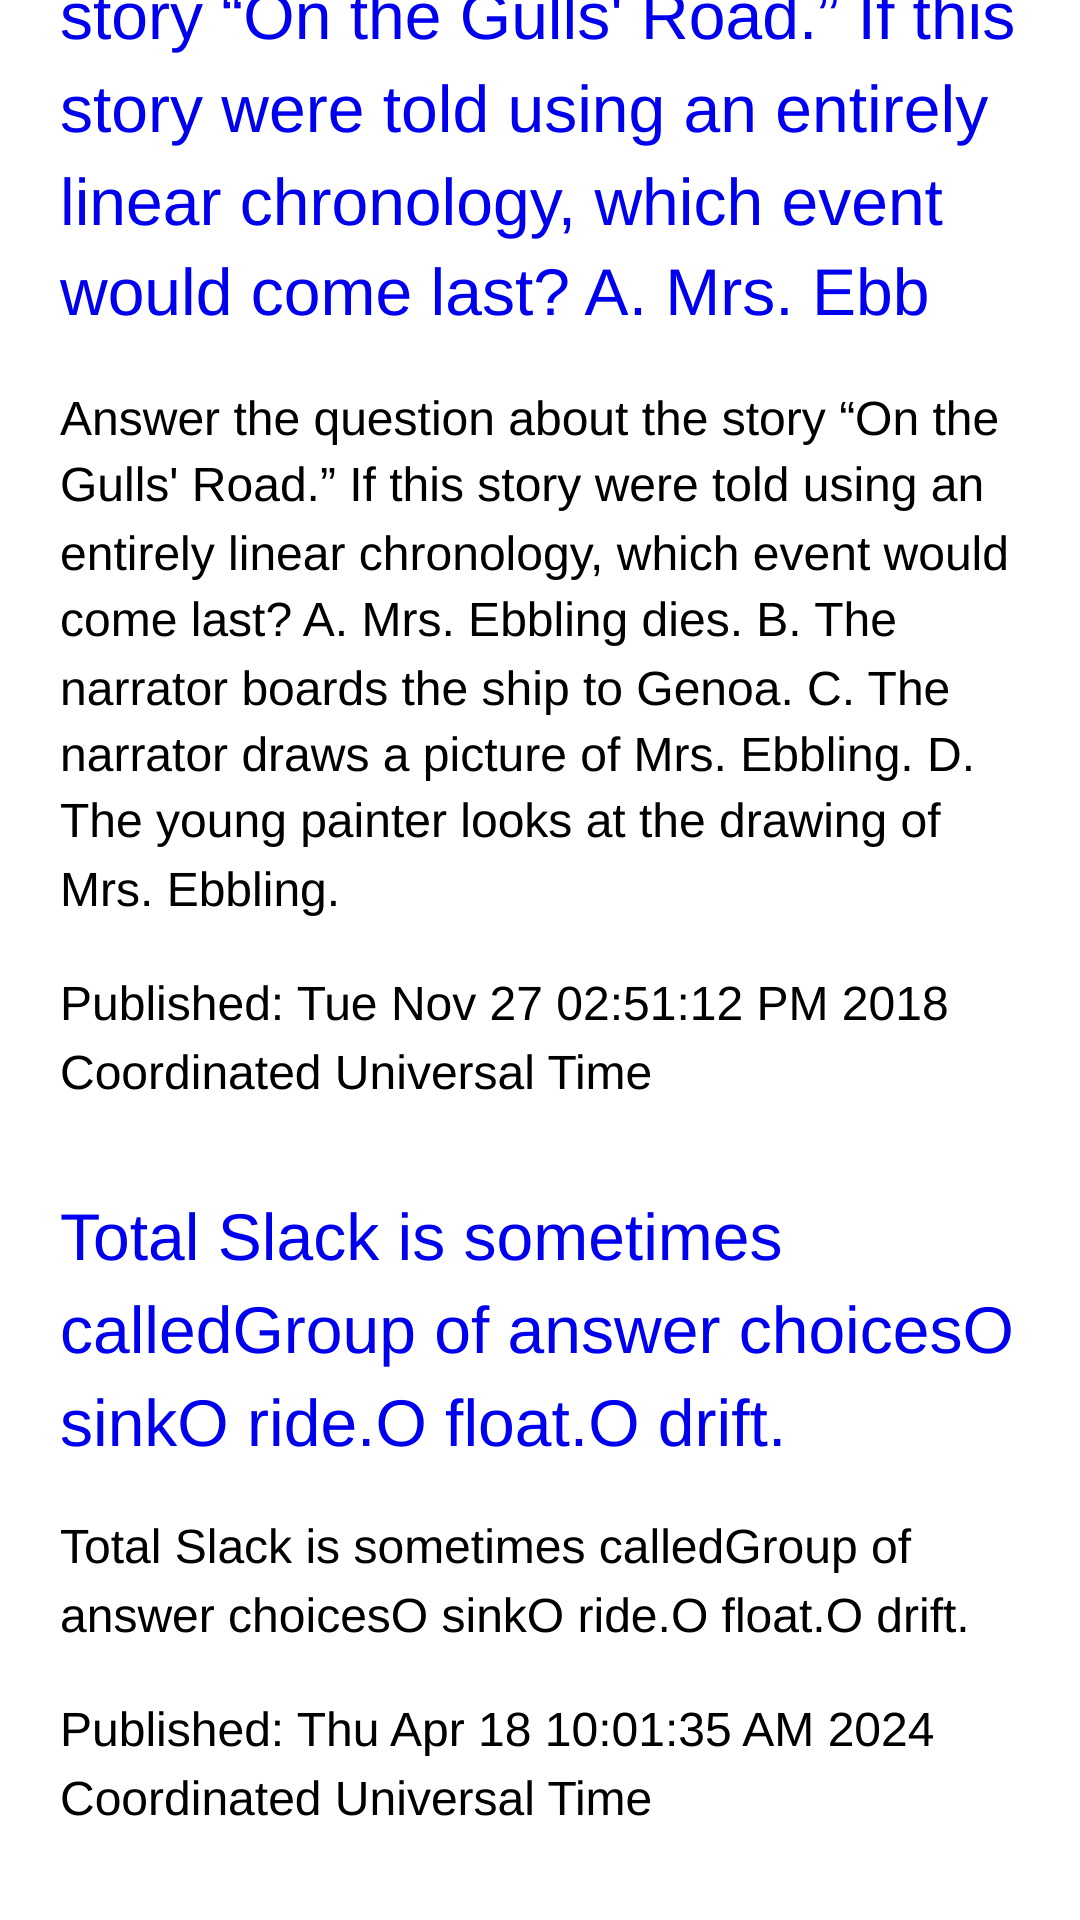 story “On the Gulls' Road.” If this
story were told using an entirely
linear chronology, which event
would come last? A. Mrs. Ebb
Answer the question about the story “On the
Gulls' Road.” If this story were told using an
entirely linear chronology, which event would
come last? A. Mrs. Ebbling dies. B. The
narrator boards the ship to Genoa. C. The
narrator draws a picture of Mrs. Ebbling. D.
The young painter looks at the drawing of
Mrs. Ebbling.
Published: Tue Nov 27 02:51:12 PM 2018
Coordinated Universal Time
Total Slack is sometimes
calledGroup of answer choicesO
sinkO ride.O float.O drift.
Total Slack is sometimes calledGroup of
answer choicesO sinkO ride.O float.O drift.
Published: Thu Apr 18 10:01:35 AM 2024
Coordinated Universal Time